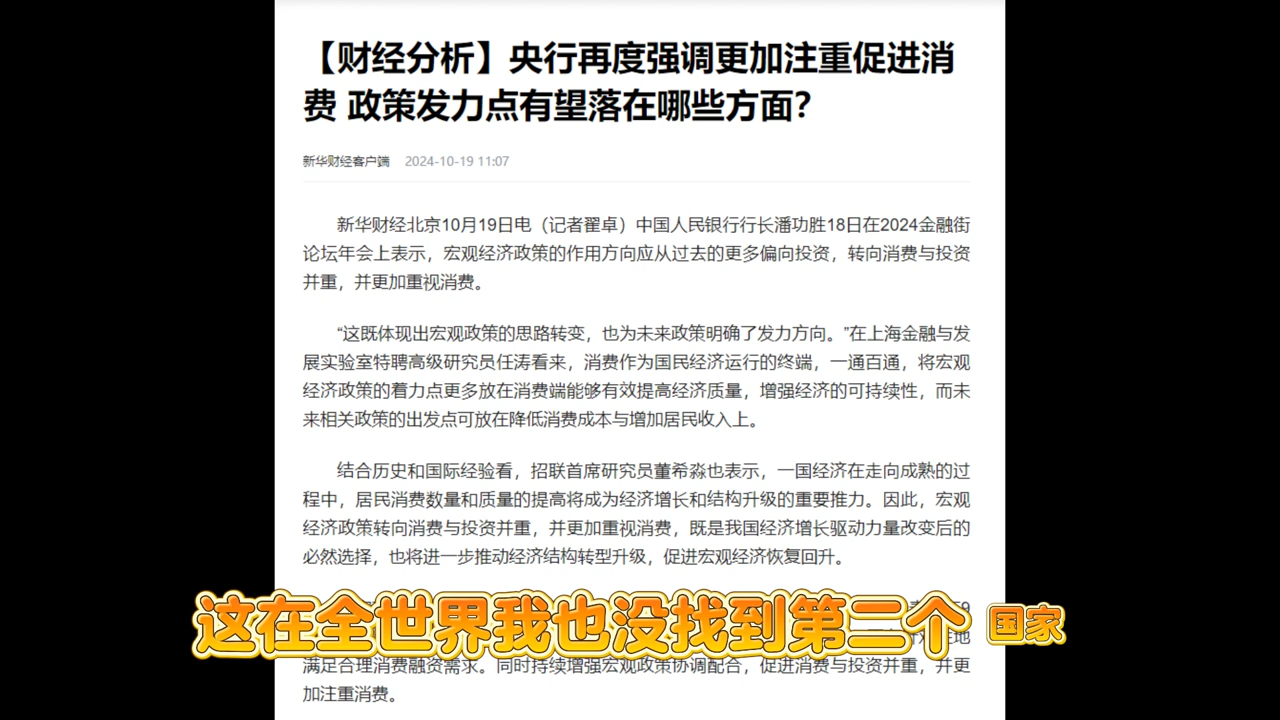 【财经分析】央行再度强调更加注重促进消
费 政策发力点有望落在哪些方面？
新华财经客户端 2024-10-19 11:07
新华财经北京10月19日电（记者翟卓）中国人民银行行长潘功胜18日在2024金融街
论坛年会上表示，宏观经济政策的作用方向应从过去的更多偏向投资，转向消费与投资
并重，并更加重视消费。
“这既体现出宏观政策的思路转变，也为未来政策明确了发力方向。”在上海金融与发
展实验室特聘高级研究员任涛看来，消费作为国民经济运行的终端，一通百通，将宏观
经济政策的着力点更多放在消费端能够有效提高经济质量，增强经济的可持续性，而未
来相关政策的出发点可放在降低消费成本与增加居民收入上。
结合历史和国际经验看，招联首席研究员董希淼也表示，一国经济在走向成熟的过
程中，居民消费数量和质量的提高将成为经济增长和结构升级的重要推力。因此，宏观
经济政策转向消费与投资并重，并更加重视消费，既是我国经济增长驱动力量改变后的
必然选择，也将进一步推动经济结构转型升级，促进宏观经济恢复回升。
这在全世界我也没找到第二个 国家
满足合理消费融资需求。同时持续增强宏观政策协调配合，促进消费与投资并重，并更
加注重消费。